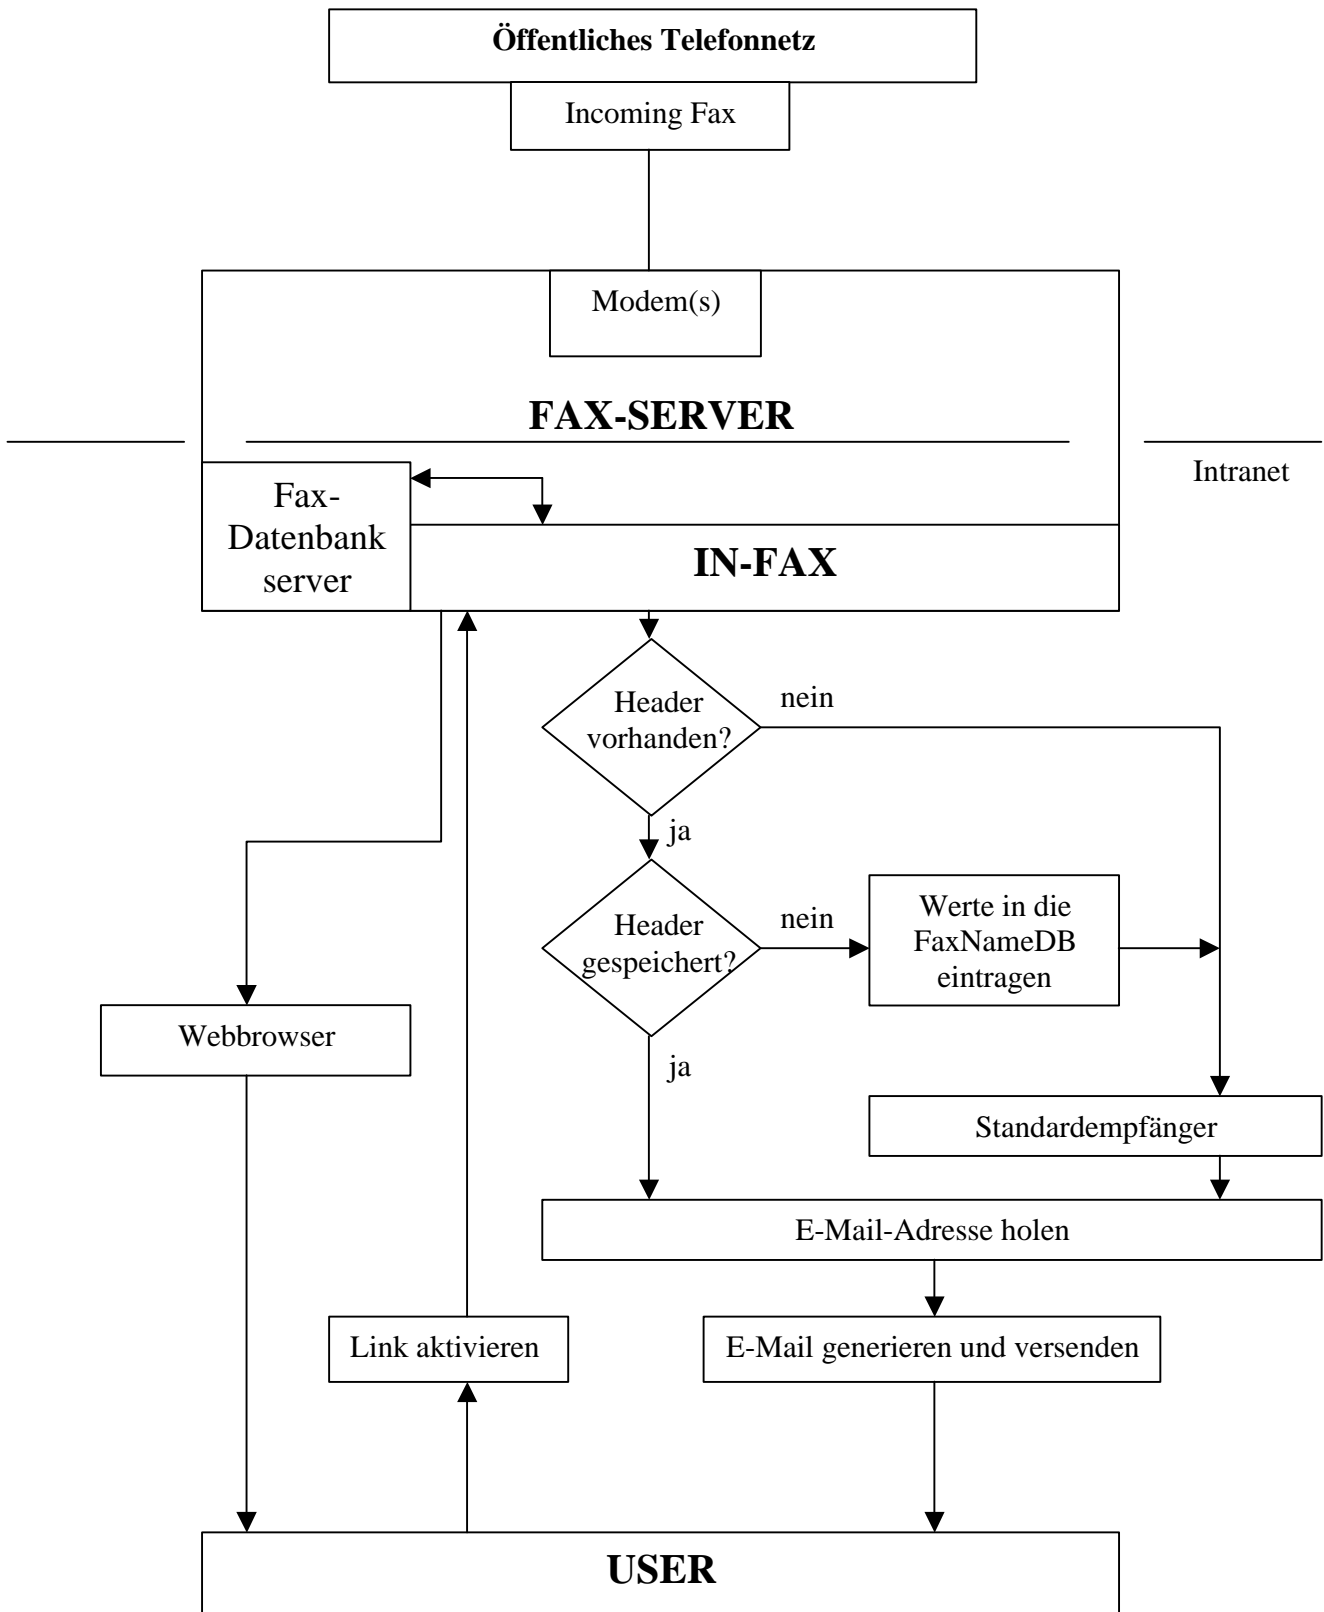 Öffentliches Telefonnetz
Incoming Fax
Modem(s)
FAX-SERVER
Intranet
Fax-
Datenbank
server
IN-FAX
Header
vorhanden?
nein
ja
Header
gespeichert?
nein
Werte in die
FaxNameDB
eintragen
Webbrowser
ja
Standardempfänger
E-Mail-Adresse holen
Link aktivieren
E-Mail generieren und versenden
USER